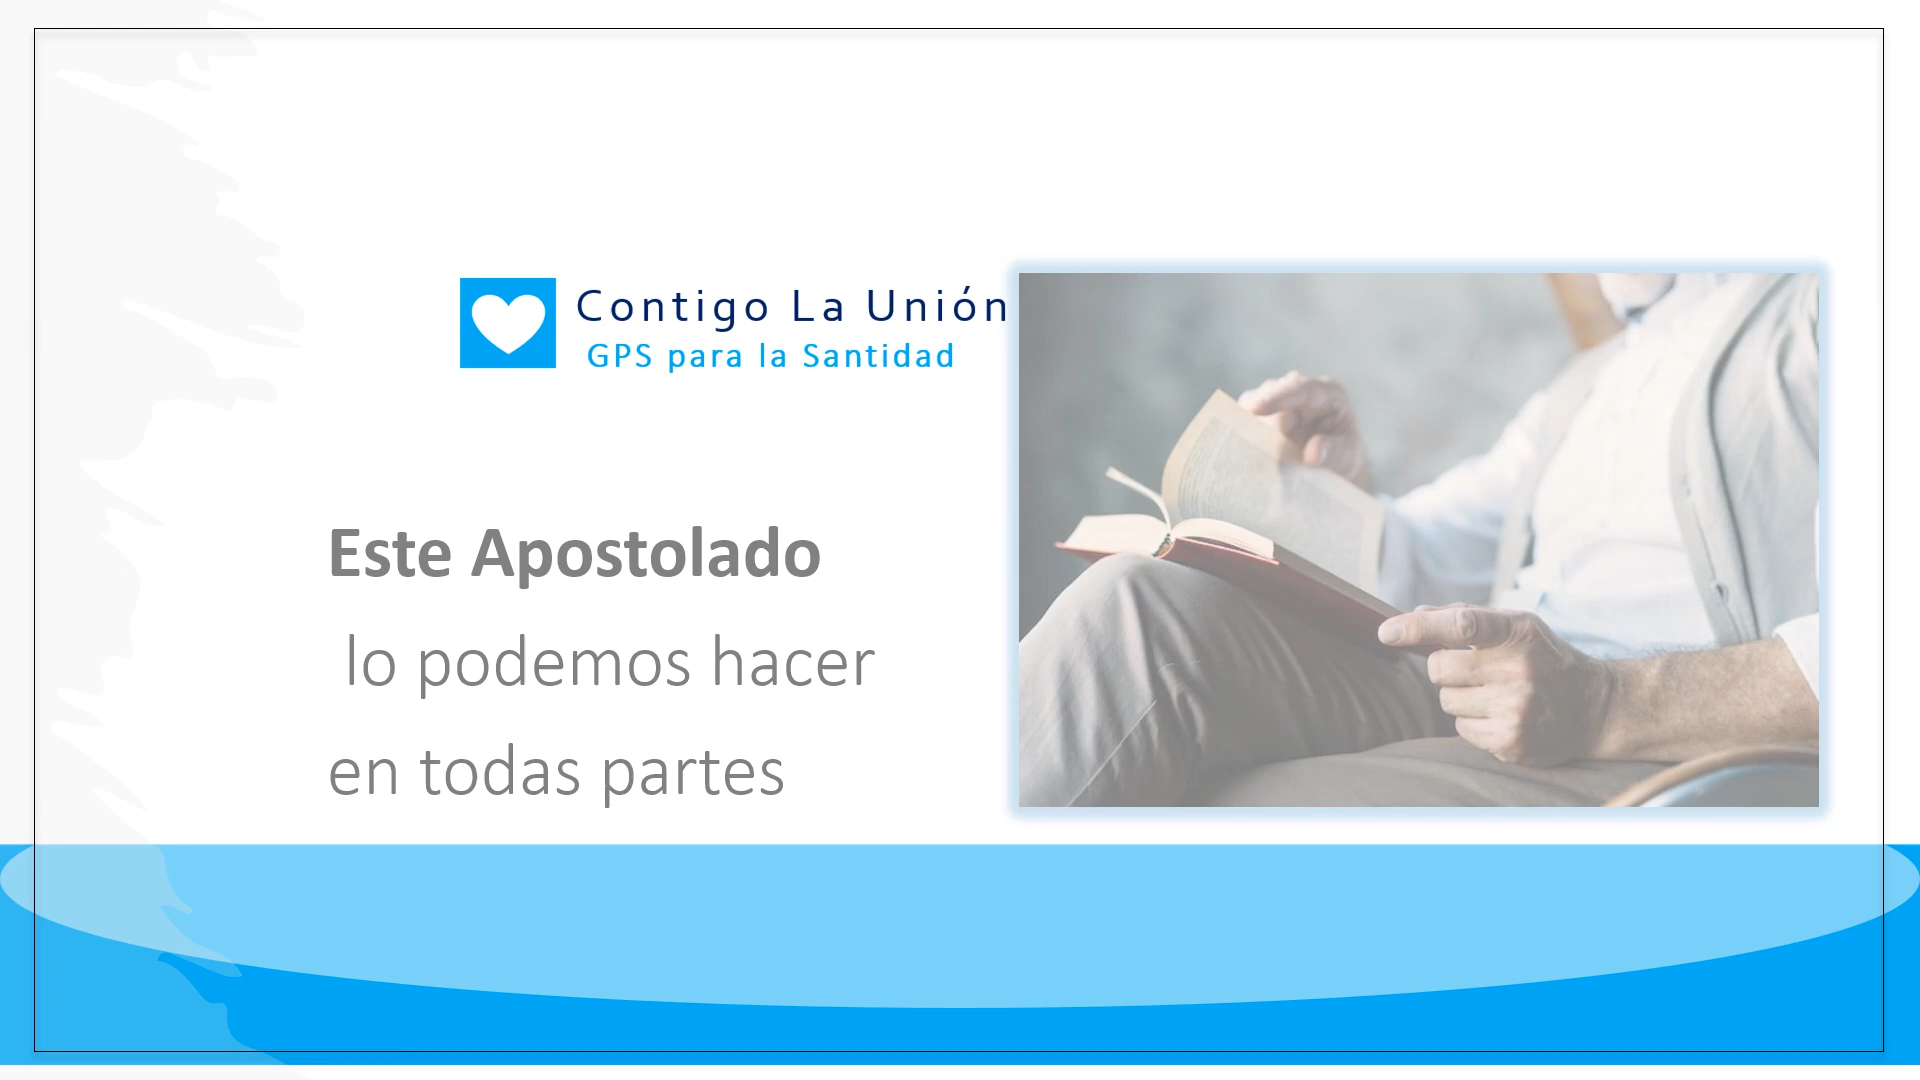 Contigo La Unión
GPS para la Santidad
Este Apostolado
lo podemos hacer
en todas partes